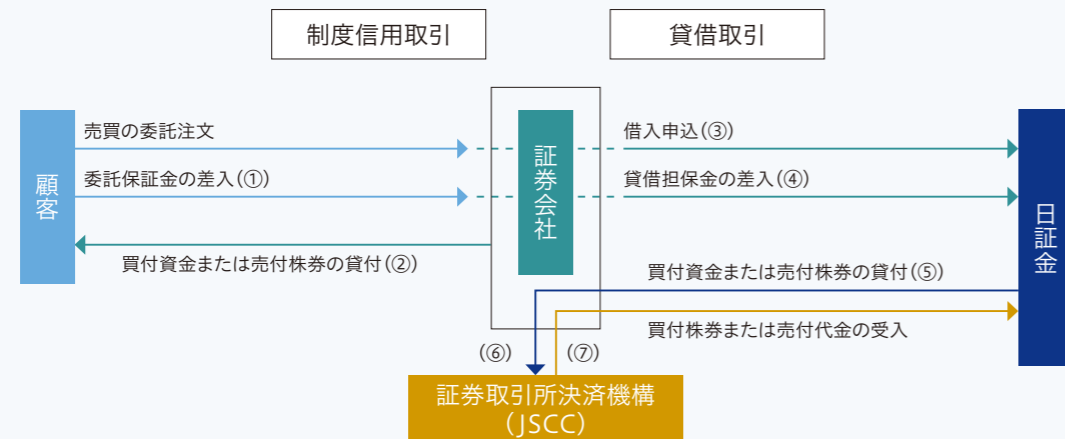 制度信用取引
貸借取引
顧客
売買の委託注文
委託保証金の差入(①)
買付資金または売付株券の貸付(②)
証券会社
借入申込(③)
貸借担保金の差入(④)
買付資金または売付株券の貸付(⑤)
買付株券または売付代金の受入
日証金
(⑥)
(⑦)
証券取引所決済機構
(JSCC)